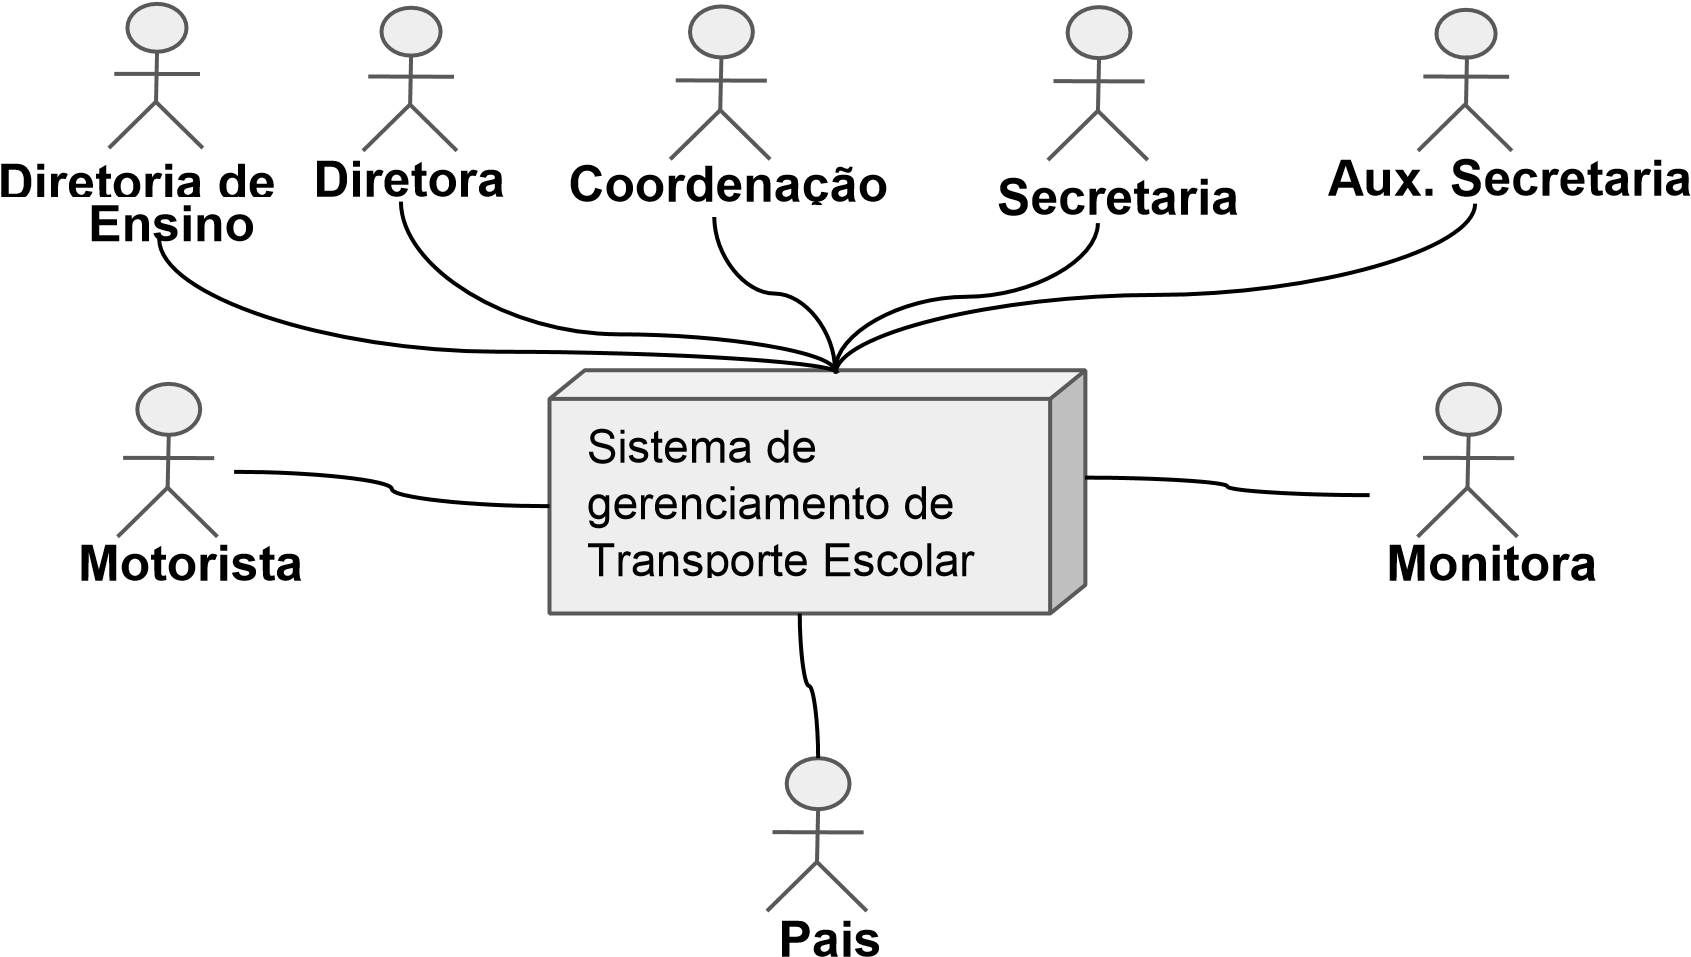 Diretoria de
Ensino
Diretora
Coordenação
Secretaria
Aux. Secretaria
Motorista
Sistema de
gerenciamento de
Transporte Escolar
Monitora
Pais